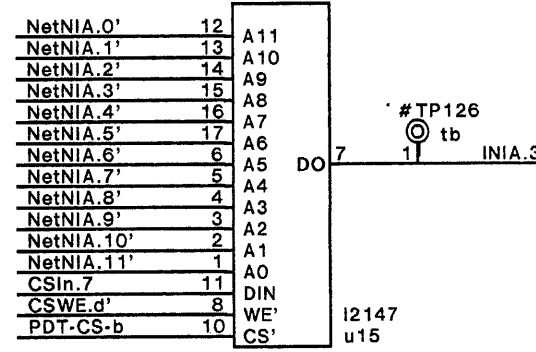 NetNIA.0' 12 A11
NetNIA.1' 13 A10
NetNIA.2' 14 A9
NetNIA.3' 15 A8
NetNIA.4' 16 A7
NetNIA.5' 17 A6
NetNIA.6' 6 A5
NetNIA.7' 5 A4
NetNIA.8' 4 A3
NetNIA.9' 3 A2
NetNIA.10' 2 A1
NetNIA.11' 1 A0
CSIn.7 11 DIN
CSWE.d' 8 WE'
PDT-CS-b 10 CS'
DO 7
#TP126
tb
1
INIA.3
I2147
u15